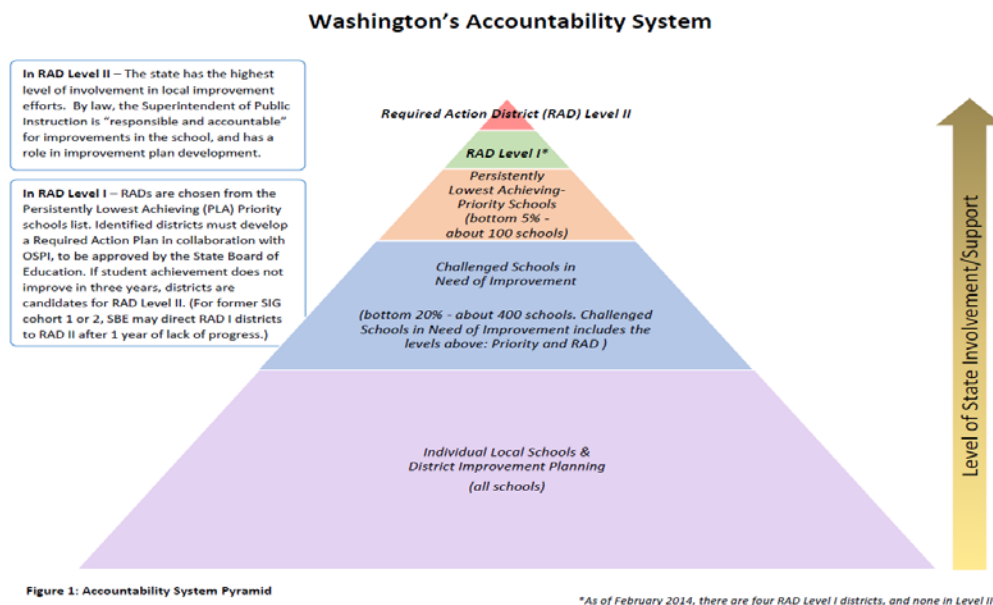 Washington's Accountability System
In RAD Level II – The state has the highest
level of involvement in local improvement
efforts. By law, the Superintendent of Public
Instruction is “responsible and accountable”
for improvements in the school, and has a
role in improvement plan development.
In RAD Level I – RADs are chosen from the
Persistently Lowest Achieving (PLA) Priority
schools list. Identified districts must develop
a Required Action Plan in collaboration with
OSPI, to be approved by the State Board of
Education. If student achievement does not
improve in three years, districts are
candidates for RAD Level II. (For former SIG
cohort 1 or 2, SBE may direct RAD I districts
to RAD II after 1 year of lack of progress.)
Required Action District (RAD) Level II
RAD Level I*
Persistently
Lowest Achieving-
Priority Schools
(bottom 5% -
about 100 schools)
Challenged Schools in
Need of Improvement
(bottom 20% - about 400 schools. Challenged
Schools in Need of Improvement includes the
levels above: Priority and RAD )
Individual Local Schools &
District Improvement Planning
(all schools)
Level of State Involvement/Support
Figure 1: Accountability System Pyramid
*As of February 2014, there are four RAD Level I districts, and none in Level II